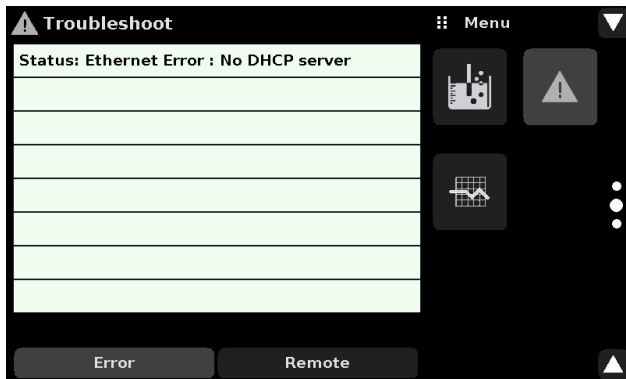 Troubleshoot
Status: Ethernet Error : No DHCP server
Error
Remote
Menu